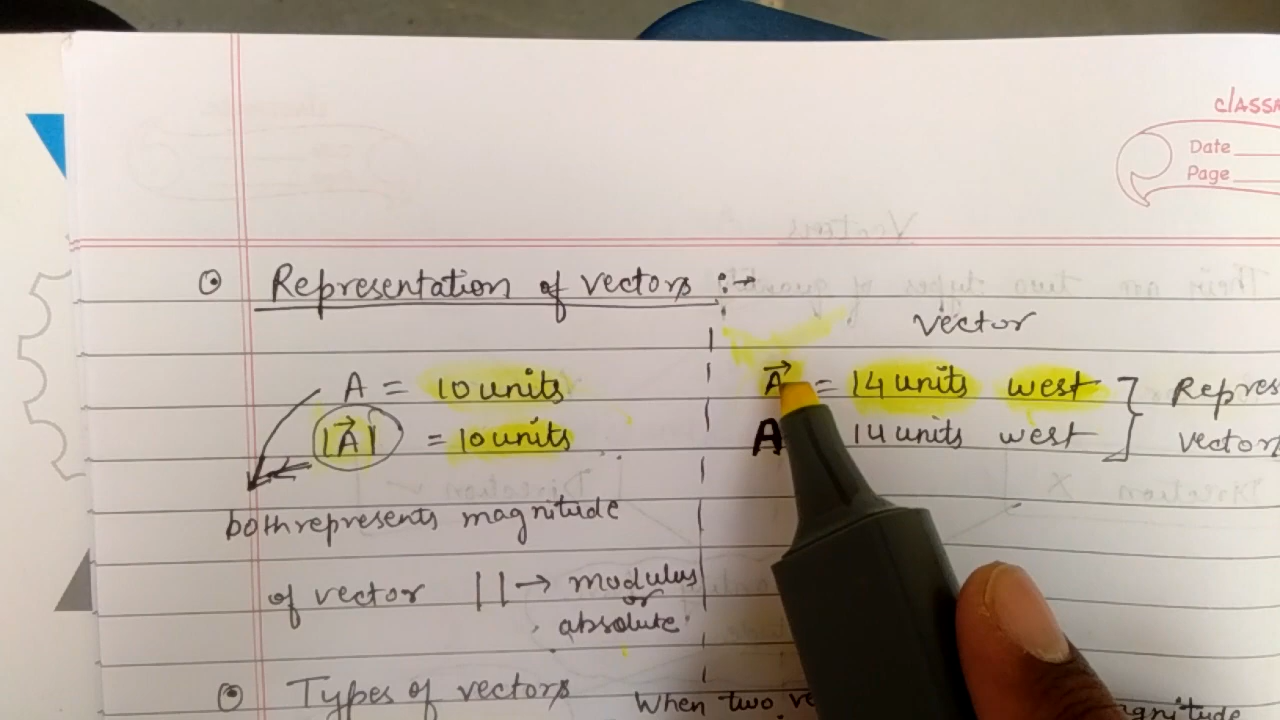 classm
Date
Page
Representation of vectors :→
vector
A = 10 units
|A⃗| = 10 units
both represents magnitude
of vector | | → modulus
or
absolute
A⃗ = 14 units west
A 14 units west
Repres
vector
Types of vectors
When two ve